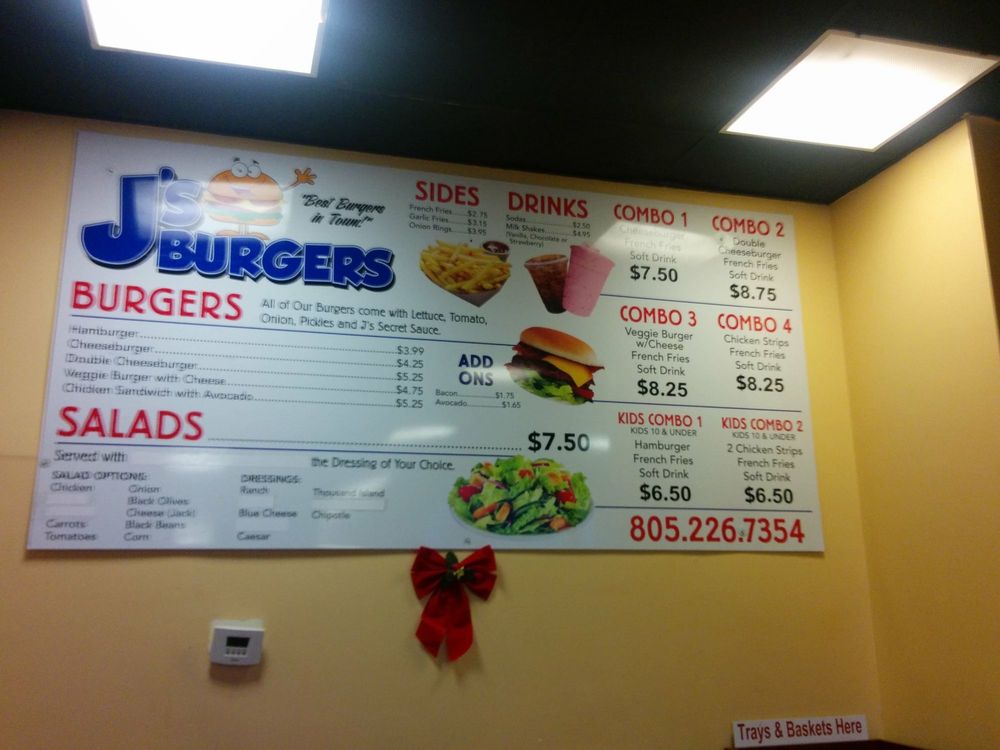 J's
BURGERS
"Best Burgers
in Town!"
SIDES
French Fries.........$2.75
Garlic Fries.........$3.15
Onion Rings.........$3.95
DRINKS
Sodas.........$2.50
Milk Shakes.........$4.95
(Vanilla, Chocolate or
Strawberry)
COMBO 1
Cheeseburger
French Fries
Soft Drink
$7.50
COMBO 2
Double
Cheeseburger
French Fries
Soft Drink
$8.75
BURGERS
All of Our Burgers come with Lettuce, Tomato,
Onion, Pickles and J's Secret Sauce.
Hamburger.........$3.99
Cheeseburger.........$4.25
Double Cheeseburger.........$5.25
Veggie Burger with Cheese.........$4.75
Chicken Sandwich with Avocado.........$5.25
ADD
ONS
Bacon.........$1.75
Avocado.........$1.65
COMBO 3
Veggie Burger
w/Cheese
French Fries
Soft Drink
$8.25
COMBO 4
Chicken Strips
French Fries
Soft Drink
$8.25
SALADS.........$7.50
Served with the Dressing of Your Choice.
SALAD OPTIONS:
Chicken
Carrots
Tomatoes
Onion
Black Olives
Cheese (Jack)
Black Beans
Corn
DRESSINGS:
Ranch
Blue Cheese
Caesar
Thousand Island
Chipotle
KIDS COMBO 1
KIDS 10 & UNDER
Hamburger
French Fries
Soft Drink
$6.50
KIDS COMBO 2
KIDS 10 & UNDER
2 Chicken Strips
French Fries
Soft Drink
$6.50
805.226.7354
Trays & Baskets Here